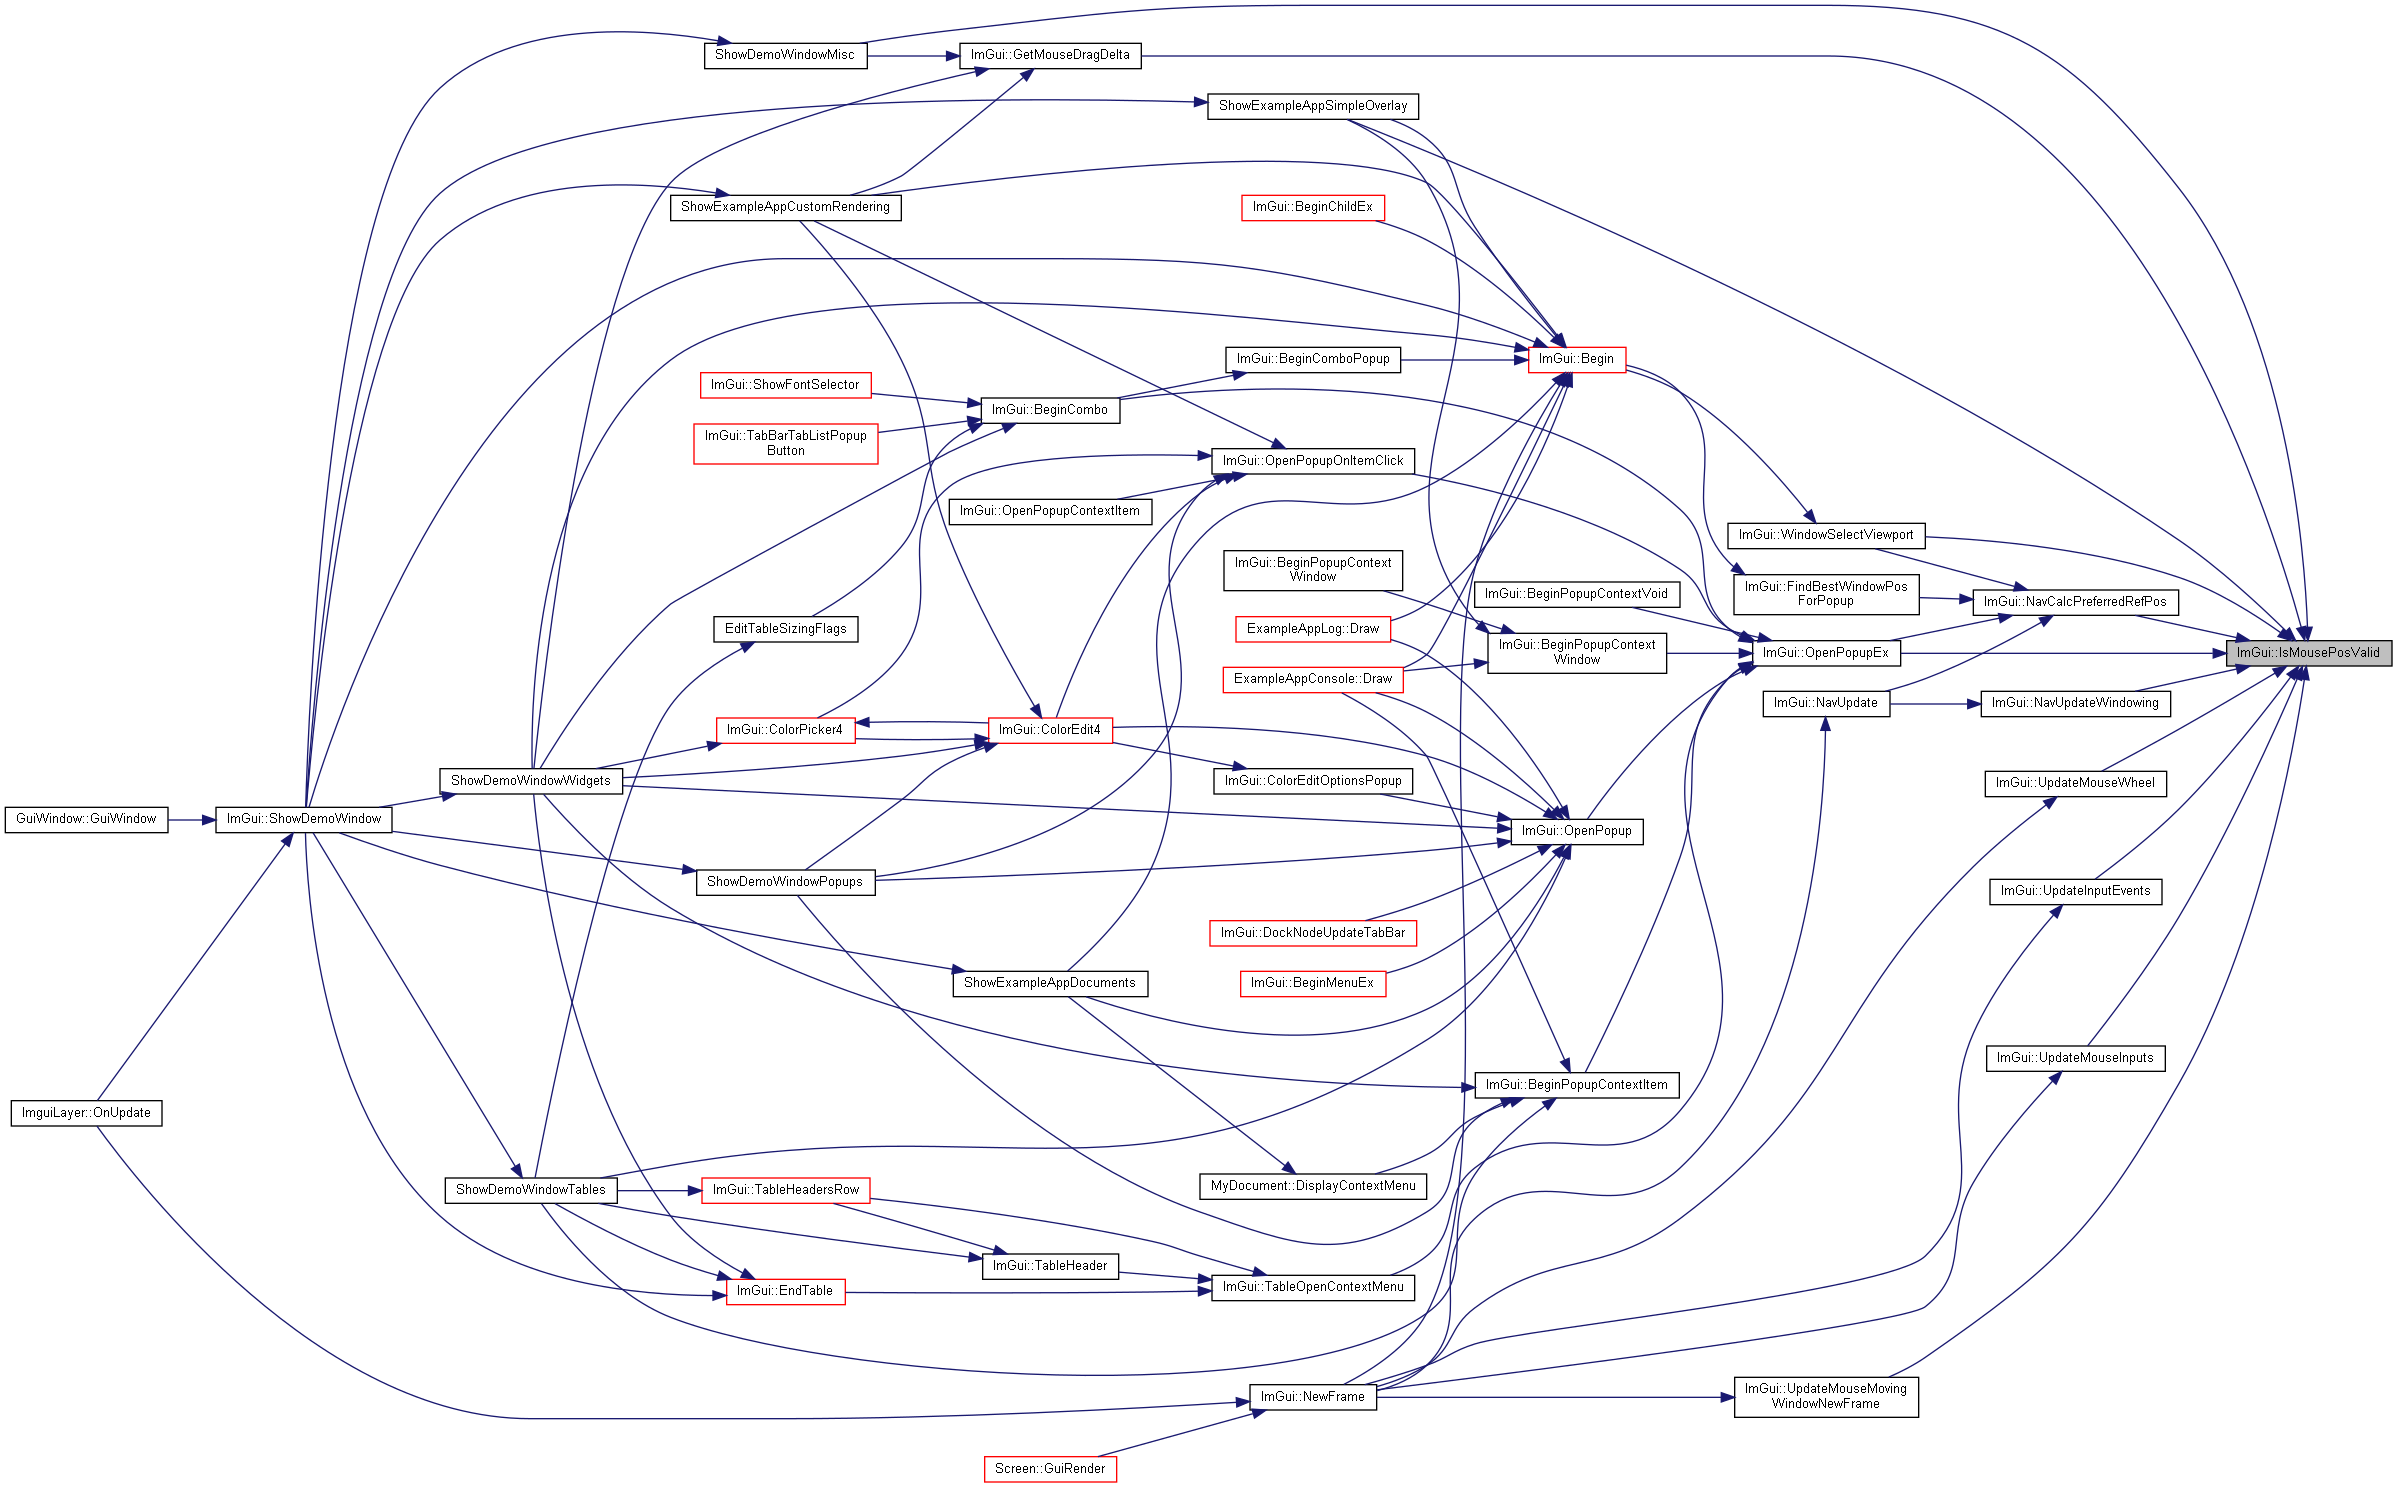 ShowDemoWindowMisc
ImGui::GetMouseDragDelta
ShowExampleAppSimpleOverlay
ShowExampleAppCustomRendering
ImGui::BeginChildEx
ImGui::BeginComboPopup
ImGui::Begin
ImGui::ShowFontSelector
ImGui::BeginCombo
ImGui::TabBarTabListPopup
Button
ImGui::OpenPopupOnItemClick
ImGui::OpenPopupContextItem
ImGui::WindowSelectViewport
ImGui::BeginPopupContext
Window
ImGui::BeginPopupContextVoid
ImGui::FindBestWindowPos
ForPopup
ImGui::NavCalcPreferredRefPos
EditTableSizingFlags
ExampleAppLog::Draw
ImGui::BeginPopupContext
Window
ImGui::OpenPopupEx
ImGui::IsMousePosValid
ExampleAppConsole::Draw
ImGui::NavUpdate
ImGui::NavUpdateWindowing
ImGui::ColorPicker4
ImGui::ColorEdit4
ShowDemoWindowWidgets
ImGui::ColorEditOptionsPopup
ImGui::UpdateMouseWheel
GuiWindow::GuiWindow
ImGui::ShowDemoWindow
ImGui::OpenPopup
ShowDemoWindowPopups
ImGui::UpdateInputEvents
ImGui::DockNodeUpdateTabBar
ShowExampleAppDocuments
ImGui::BeginMenuEx
ImGui::UpdateMouseInputs
ImGui::BeginPopupContextItem
ImguiLayer::OnUpdate
ShowDemoWindowTables
ImGui::TableHeadersRow
MyDocument::DisplayContextMenu
ImGui::TableHeader
ImGui::EndTable
ImGui::TableOpenContextMenu
ImGui::NewFrame
ImGui::UpdateMouseMoving
WindowNewFrame
Screen::GuiRender